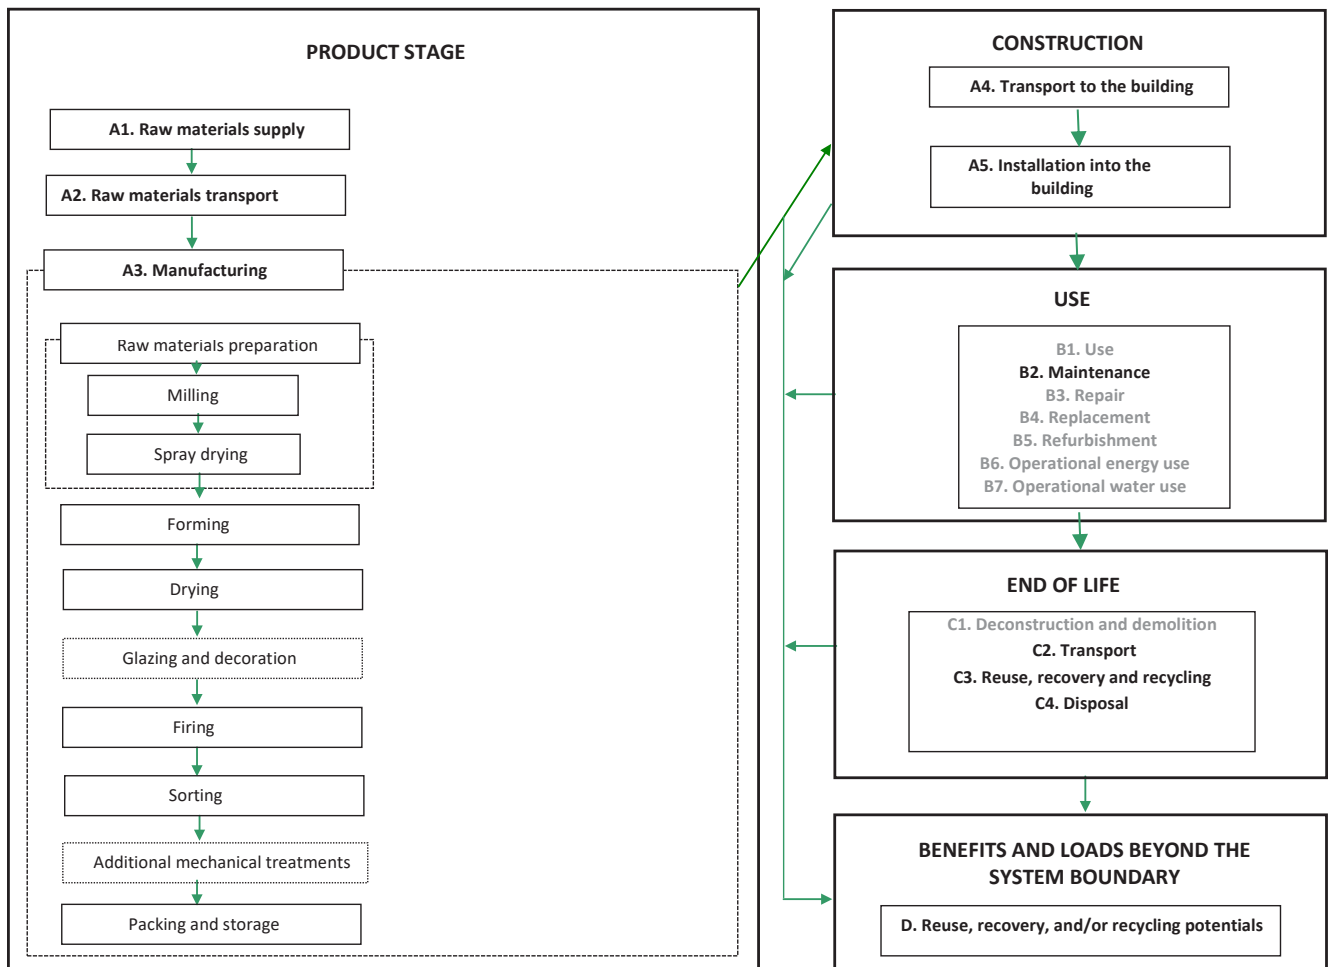 PRODUCT STAGE
A1. Raw materials supply
A2. Raw materials transport
A3. Manufacturing
Raw materials preparation
Milling
Spray drying
Forming
Drying
Glazing and decoration
Firing
Sorting
Additional mechanical treatments
Packing and storage
CONSTRUCTION
A4. Transport to the building
A5. Installation into the
building
USE
B1. Use
B2. Maintenance
B3. Repair
B4. Replacement
B5. Refurbishment
B6. Operational energy use
B7. Operational water use
END OF LIFE
C1. Deconstruction and demolition
C2. Transport
C3. Reuse, recovery and recycling
C4. Disposal
BENEFITS AND LOADS BEYOND THE
SYSTEM BOUNDARY
D. Reuse, recovery, and/or recycling potentials